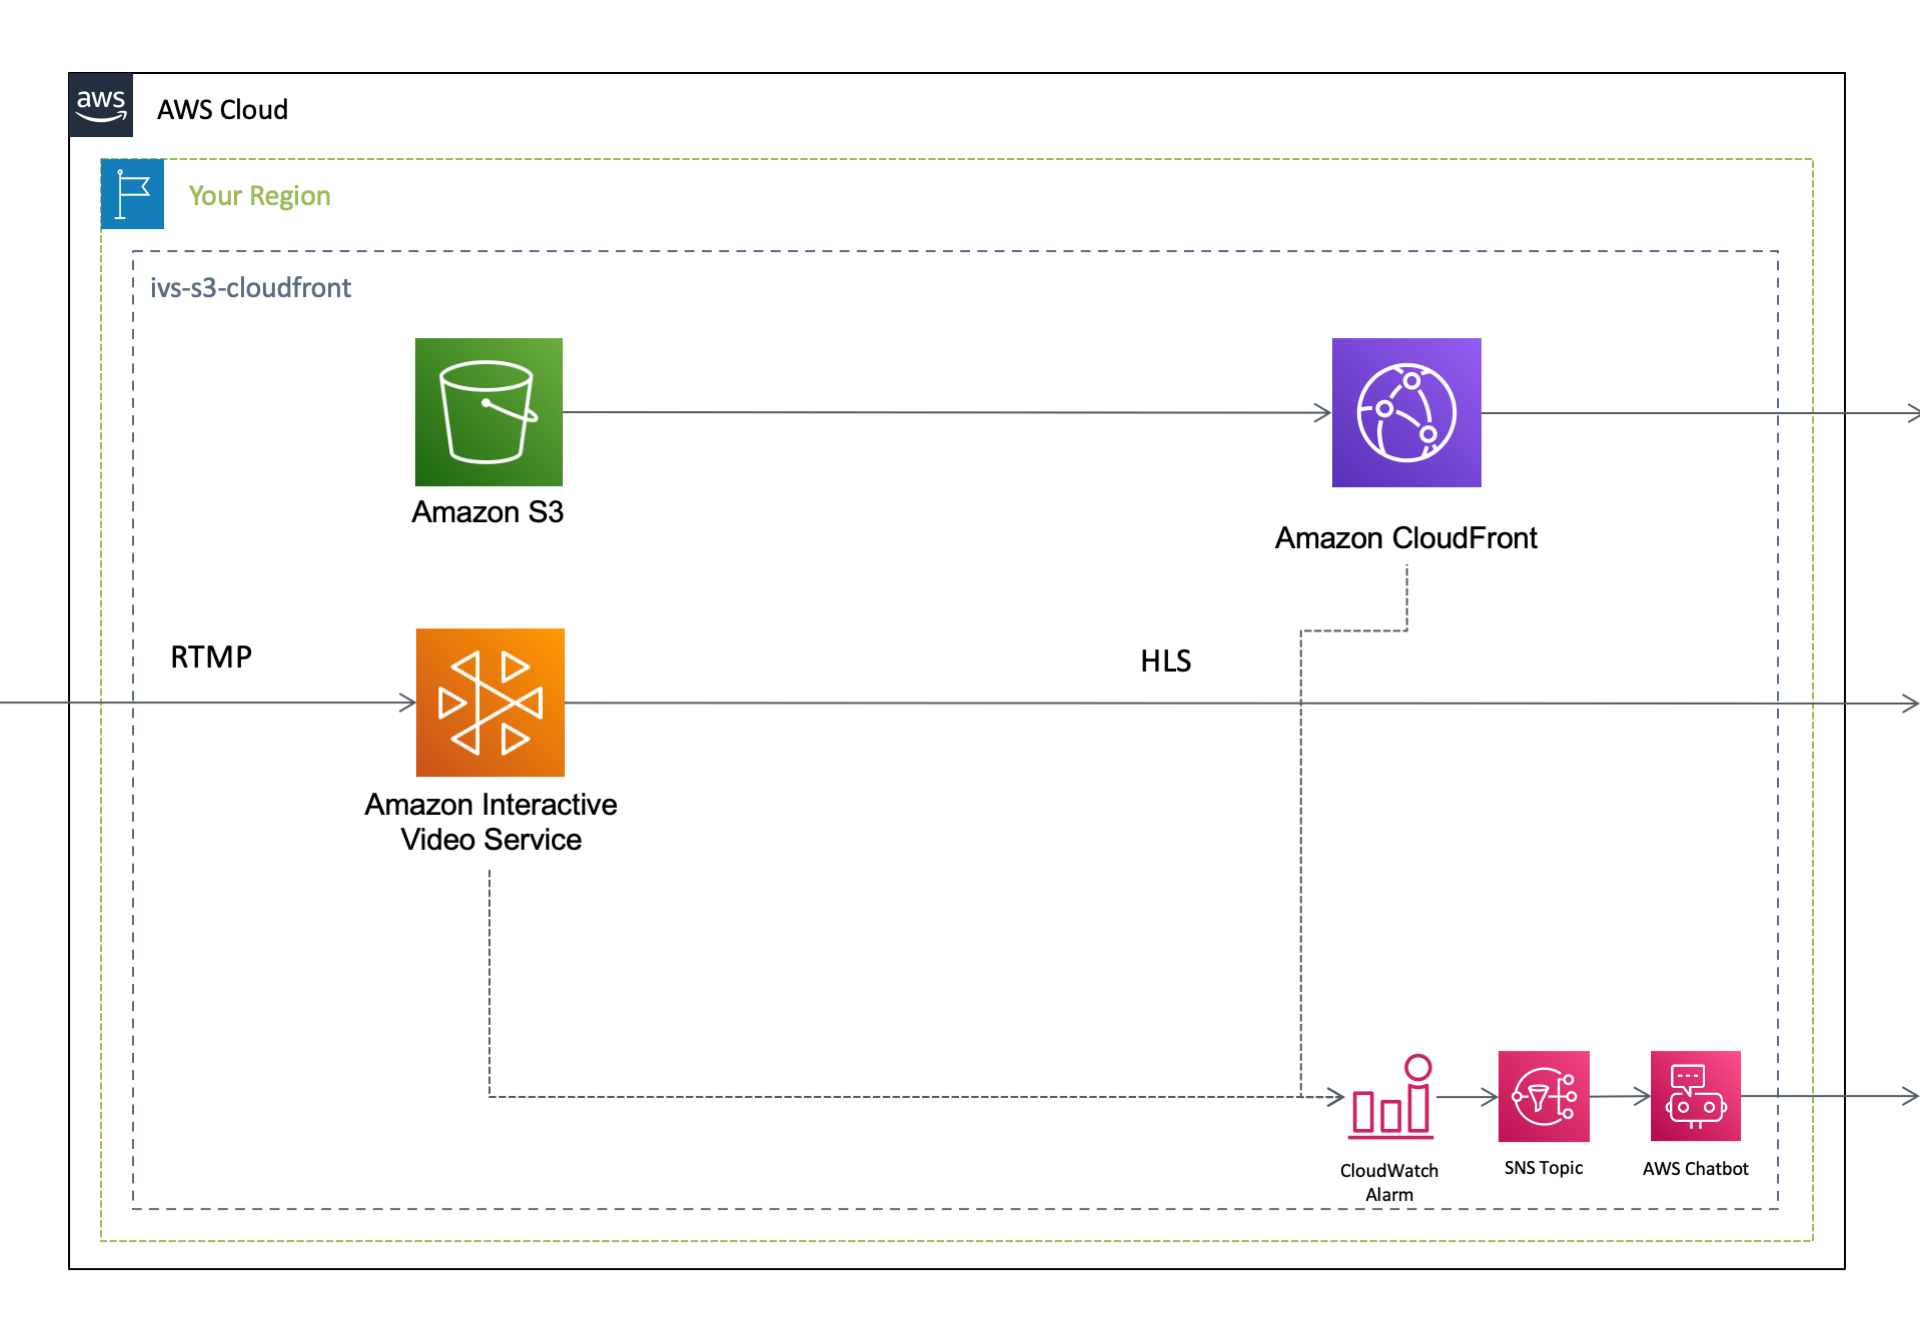 aws
AWS Cloud
Your Region
ivs-s3-cloudfront
Amazon S3
Amazon CloudFront
RTMP
HLS
Amazon Interactive
Video Service
CloudWatch
Alarm
SNS Topic
AWS Chatbot